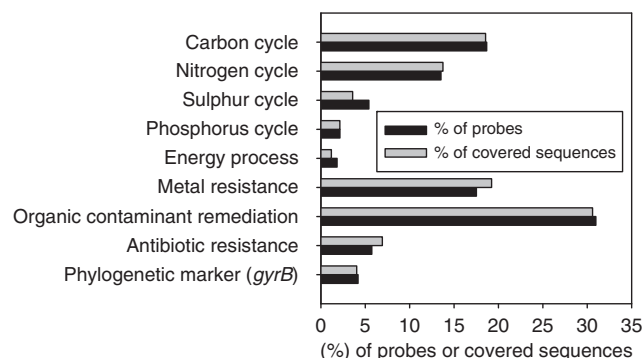 Carbon cycle
Nitrogen cycle
Sulphur cycle
Phosphorus cycle
Energy process
Metal resistance
Organic contaminant remediation
Antibiotic resistance
Phylogenetic marker (gyrB)
% of probes
% of covered sequences
0 5 10 15 20 25 30 35
(%) of probes or covered sequences